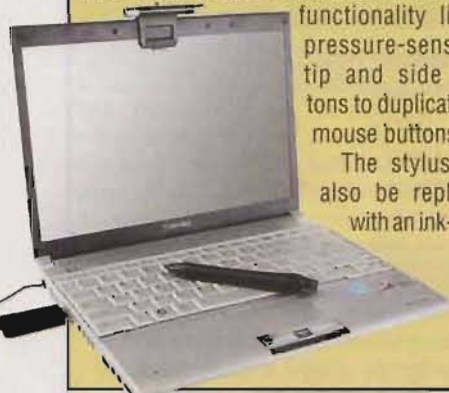 functionality li
pressure-sens
tip and side
tons to duplicat
mouse buttons
The stylus
also be repl
with an ink-